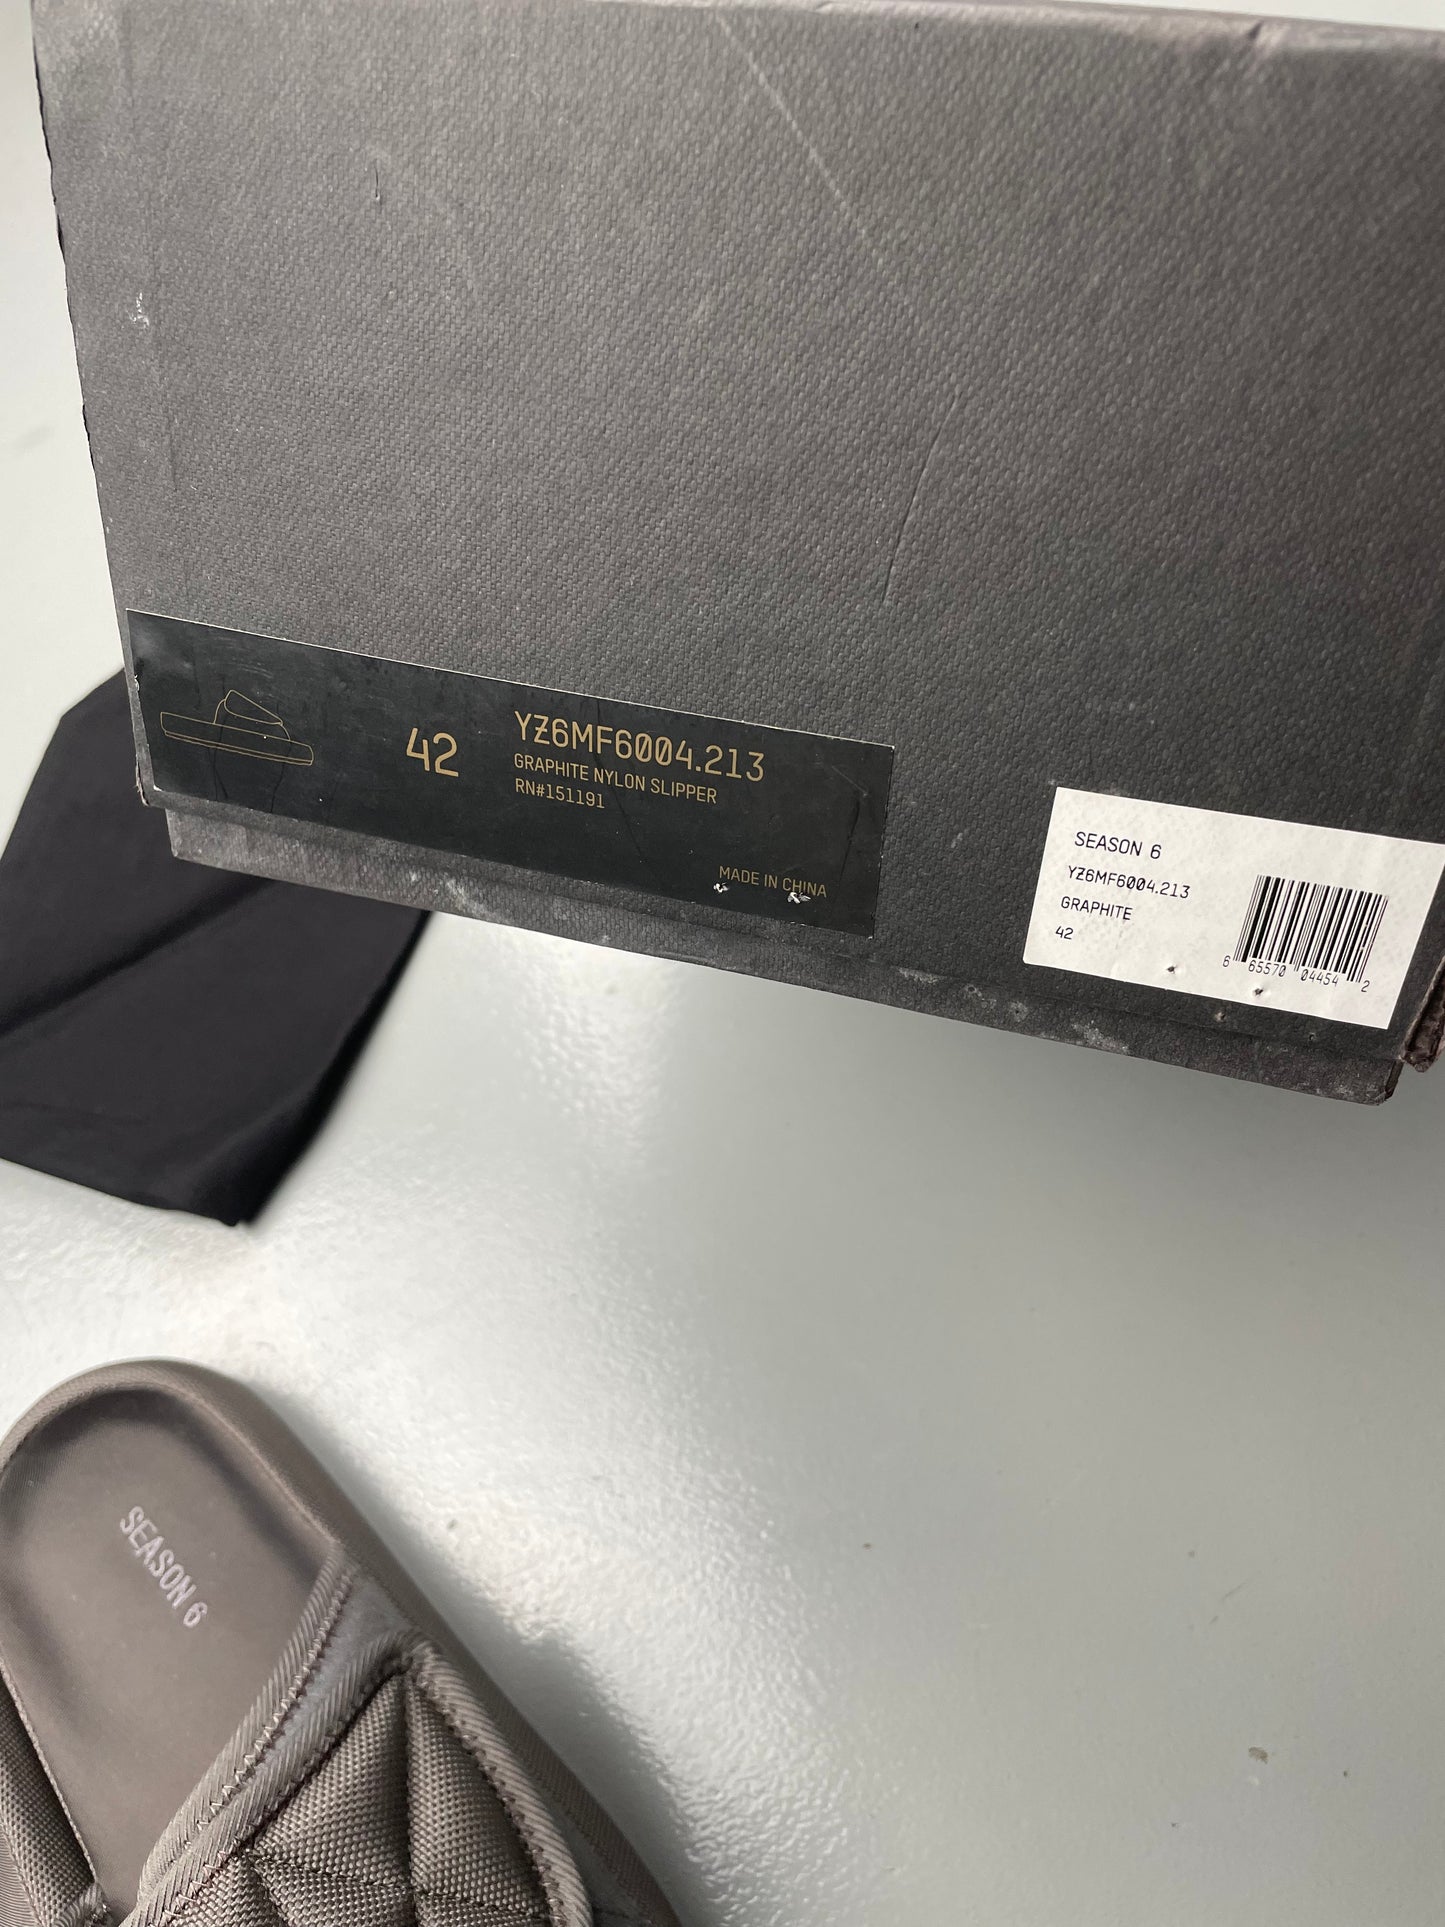 42
YZ6MF6004.213
GRAPHITE NYLON SLIPPER
RN#151191
MADE IN CHINA
SEASON 6
YZ6MF6004.213
GRAPHITE
42
6 65570 04454 2
SEASON 6